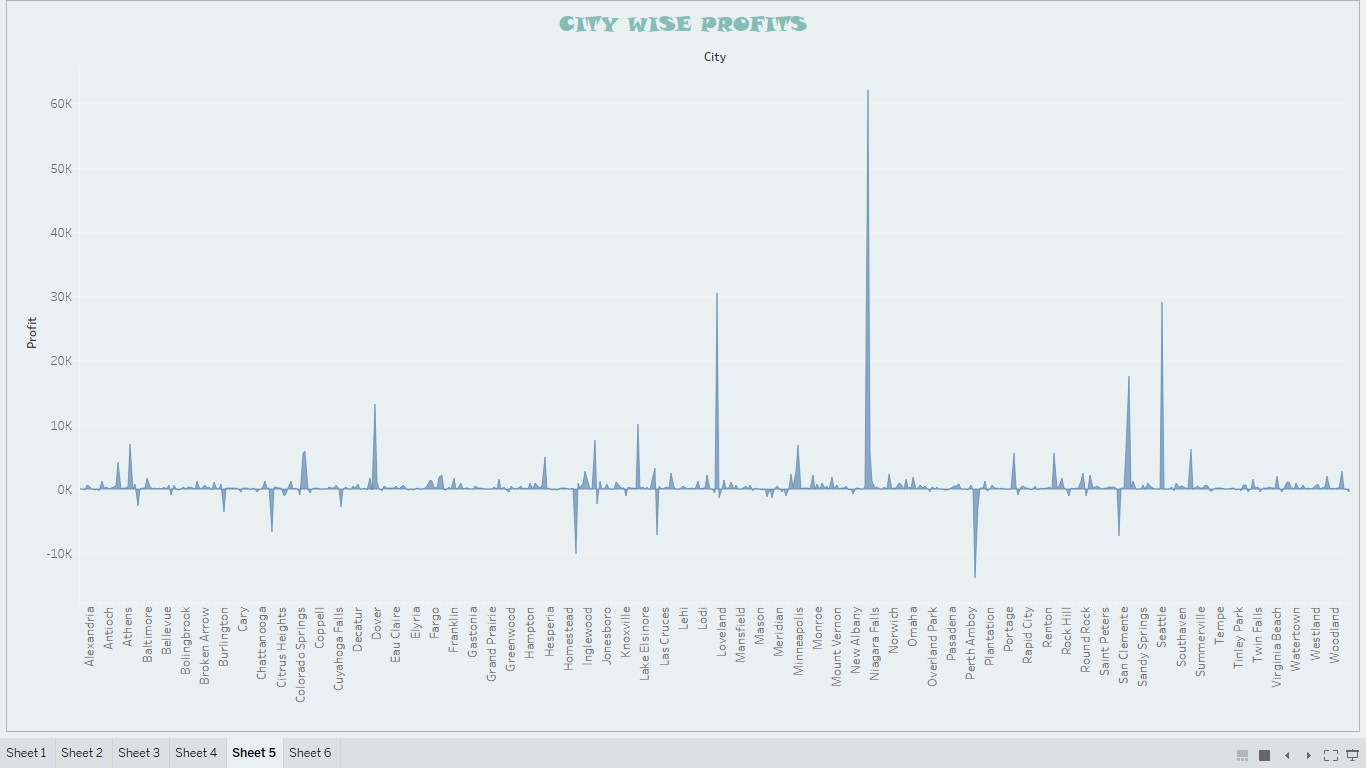 CITY WISE PROFITS
City
60K
50K
40K
30K
20K
10K
0K
-10K
Profit
Alexandria
Antioch
Athens
Baltimore
Bellevue
Bolingbrook
Broken Arrow
Burlington
Cary
Chattanooga
Citrus Heights
Colorado Springs
Coppell
Cuyahoga Falls
Decatur
Dover
Eau Claire
Elyria
Fargo
Franklin
Gastonia
Grand Prairie
Greenwood
Hampton
Hesperia
Homestead
Inglewood
Jonesboro
Knoxville
Lake Elsinore
Las Cruces
Lehi
Lodi
Loveland
Mansfield
Mason
Meridian
Minneapolis
Monroe
Mount Vernon
New Albany
Niagara Falls
Norwich
Omaha
Overland Park
Pasadena
Perth Amboy
Plantation
Portage
Rapid City
Renton
Rock Hill
Round Rock
Saint Peters
San Clemente
Sandy Springs
Seattle
Southaven
Summerville
Tempe
Tinley Park
Twin Falls
Virginia Beach
Watertown
Westland
Woodland
Sheet 1 Sheet 2 Sheet 3 Sheet 4 Sheet 5 Sheet 6